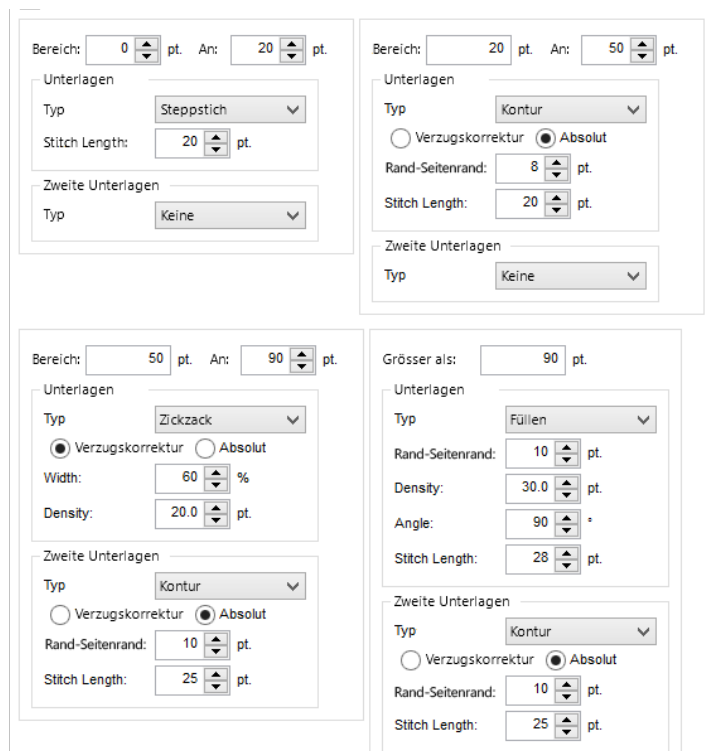 Bereich: 0 pt. An: 20 pt.
Unterlagen
Typ Steppstich
Stitch Length: 20 pt.
Zweite Unterlagen
Typ Keine
Bereich: 20 pt. An: 50 pt.
Unterlagen
Typ Kontur
Verzugskorrektur Absolut
Rand-Seitenrand: 8 pt.
Stitch Length: 20 pt.
Zweite Unterlagen
Typ Keine
Bereich: 50 pt. An: 90 pt.
Unterlagen
Typ Zickzack
Verzugskorrektur Absolut
Width: 60 %
Density: 20.0 pt.
Zweite Unterlagen
Typ Kontur
Verzugskorrektur Absolut
Rand-Seitenrand: 10 pt.
Stitch Length: 25 pt.
Grösser als: 90 pt.
Unterlagen
Typ Füllen
Rand-Seitenrand: 10 pt.
Density: 30.0 pt.
Angle: 90 °
Stitch Length: 28 pt.
Zweite Unterlagen
Typ Kontur
Verzugskorrektur Absolut
Rand-Seitenrand: 10 pt.
Stitch Length: 25 pt.